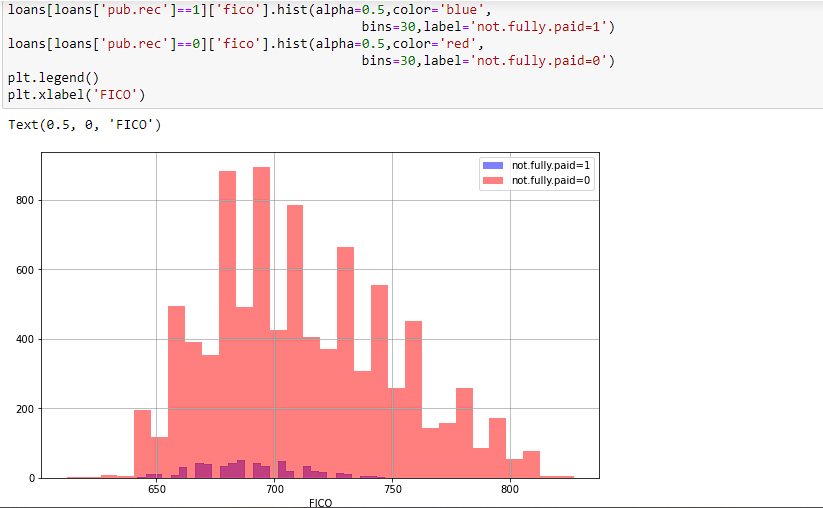 loans[loans['pub.rec']==1]['fico'].hist(alpha=0.5,color='blue',
bins=30,label='not.fully.paid=1')
loans[loans['pub.rec']==0]['fico'].hist(alpha=0.5,color='red',
bins=30,label='not.fully.paid=0')
plt.legend()
plt.xlabel('FICO')
Text(0.5, 0, 'FICO')
not.fully.paid=1
not.fully.paid=0
800
600
400
200
0
650 700 750 800
FICO